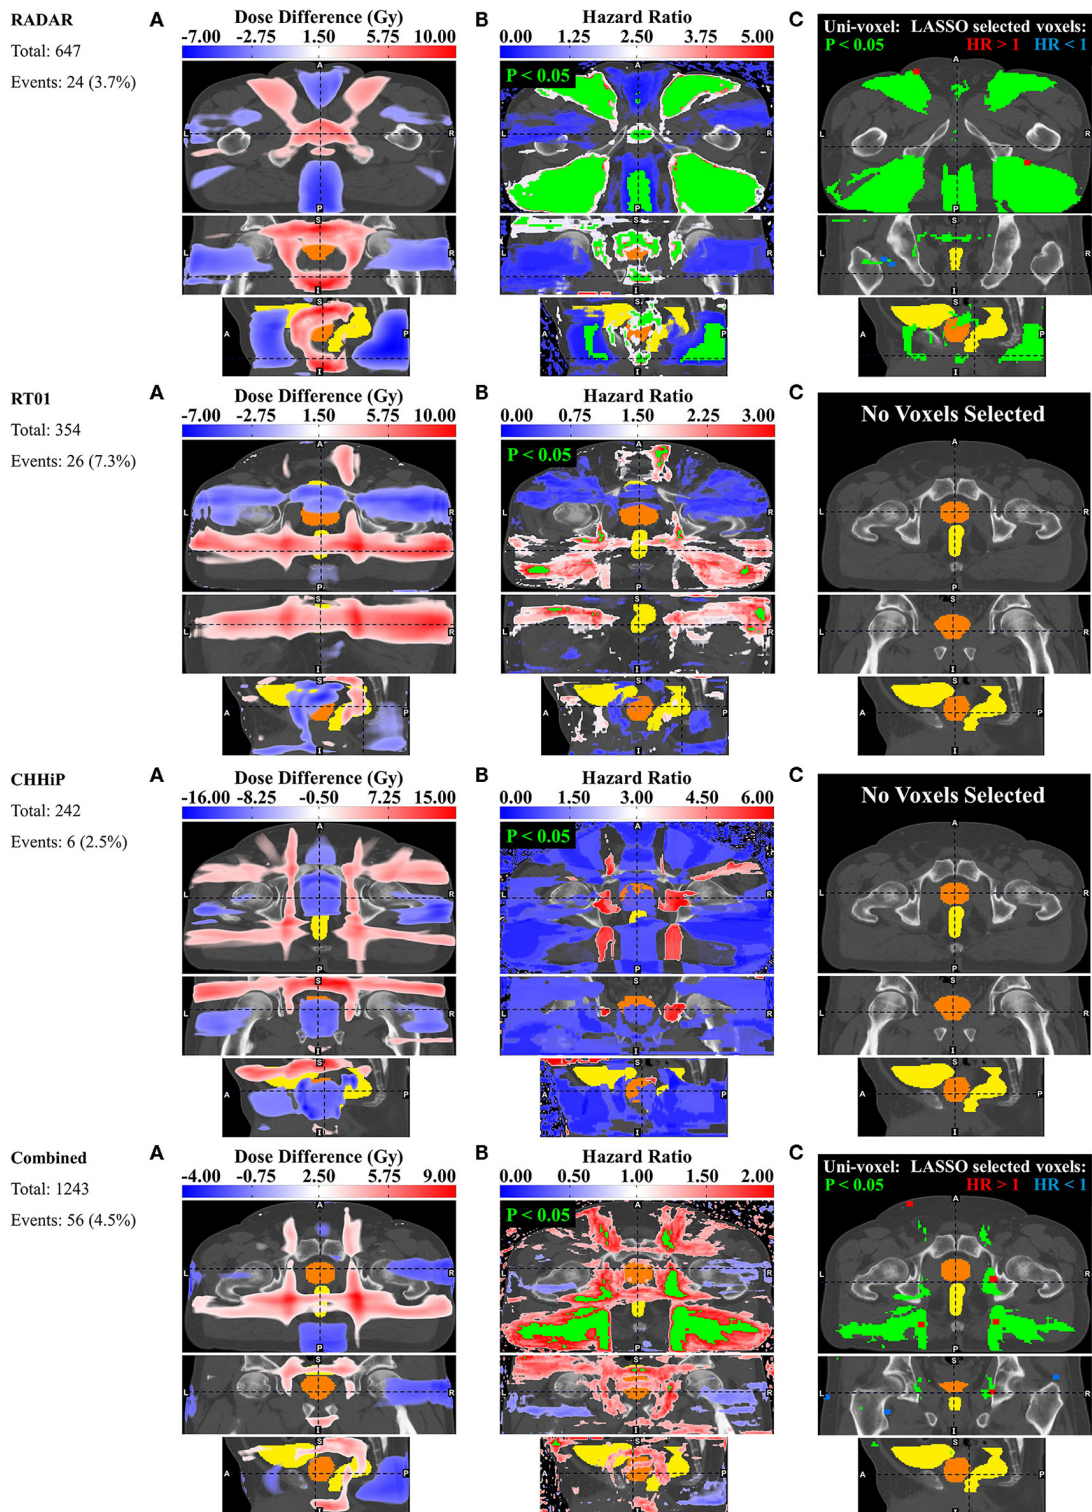 RADAR
Total: 647
Events: 24 (3.7%)
A
Dose Difference (Gy)
-7.00 -2.75 1.50 5.75 10.00
A
L R
P
S
L R
I
S
A P
I
B
Hazard Ratio
0.00 1.25 2.50 3.75 5.00
P < 0.05
A
L R
P
S
L R
I
S
A P
I
C
Uni-voxel: LASSO selected voxels:
P < 0.05 HR > 1 HR < 1
A
L R
P
S
L R
I
S
A P
I
RT01
Total: 354
Events: 26 (7.3%)
A
Dose Difference (Gy)
-7.00 -2.75 1.50 5.75 10.00
A
L R
P
S
L R
I
S
A P
I
B
Hazard Ratio
0.00 0.75 1.50 2.25 3.00
P < 0.05
A
L R
P
S
L R
I
S
A P
I
C
No Voxels Selected
A
L R
P
S
L R
I
S
A P
I
CHHiP
Total: 242
Events: 6 (2.5%)
A
Dose Difference (Gy)
-16.00 -8.25 -0.50 7.25 15.00
A
L R
P
S
L R
I
S
A P
I
B
Hazard Ratio
0.00 1.50 3.00 4.50 6.00
P < 0.05
A
L R
P
S
L R
I
S
A P
I
C
No Voxels Selected
A
L R
P
S
L R
I
S
A P
I
Combined
Total: 1243
Events: 56 (4.5%)
A
Dose Difference (Gy)
-4.00 -0.75 2.50 5.75 9.00
A
L R
P
S
L R
I
S
A P
I
B
Hazard Ratio
0.00 0.50 1.00 1.50 2.00
P < 0.05
A
L R
P
S
L R
I
S
A P
I
C
Uni-voxel: LASSO selected voxels:
P < 0.05 HR > 1 HR < 1
A
L R
P
S
L R
I
S
A P
I